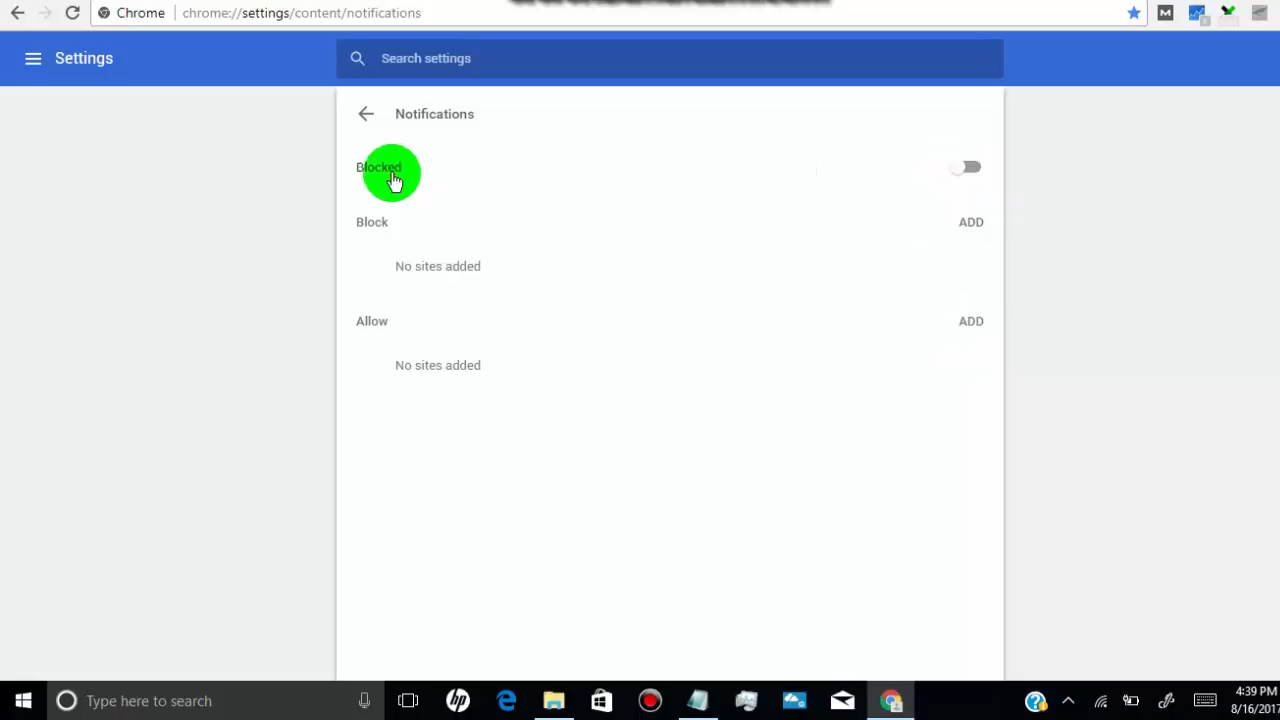 Chrome chrome://settings/content/notifications
Settings
Search settings
Notifications
Blocked
Block ADD
No sites added
Allow ADD
No sites added
Type here to search
4:39 PM
8/16/2017